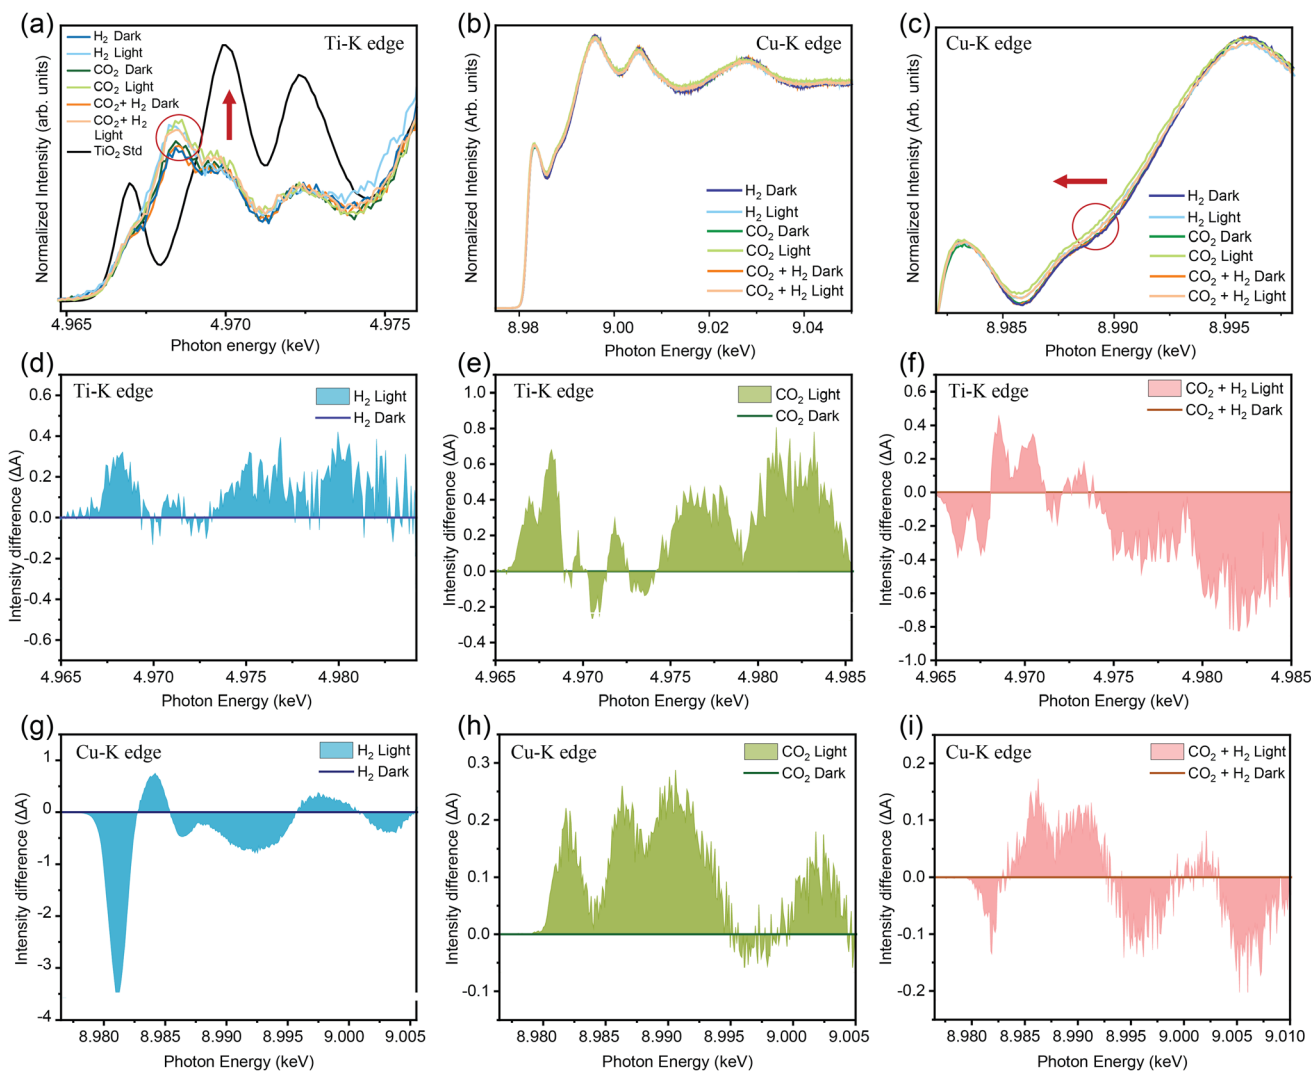 (a)
H2 Dark
H2 Light
CO2 Dark
CO2 Light
CO2+ H2 Dark
CO2+ H2
Light
TiO2 Std
Ti-K edge
Normalized Intensity (arb. units)
4.965
4.970
4.975
Photon energy (keV)
(b)
Cu-K edge
Normalized Intensity (Arb. units)
H2 Dark
H2 Light
CO2 Dark
CO2 Light
CO2 + H2 Dark
CO2 + H2 Light
8.98
9.00
9.02
9.04
Photon Energy (keV)
(c)
Cu-K edge
Normalized Intensity (Arb. units)
H2 Dark
H2 Light
CO2 Dark
CO2 Light
CO2 + H2 Dark
CO2 + H2 Light
8.985
8.990
8.995
Photon Energy (keV)
(d)
Ti-K edge
H2 Light
H2 Dark
Intensity difference (ΔA)
0.6
0.4
0.2
0.0
-0.2
-0.4
-0.6
4.965
4.970
4.975
4.980
Photon Energy (keV)
(e)
Ti-K edge
CO2 Light
CO2 Dark
Intensity difference (ΔA)
1.0
0.8
0.6
0.4
0.2
0.0
-0.2
-0.4
4.965
4.970
4.975
4.980
4.985
Photon Energy (keV)
(f)
Ti-K edge
CO2 + H2 Light
CO2 + H2 Dark
Intensity difference (ΔA)
0.6
0.4
0.2
0.0
-0.2
-0.4
-0.6
-0.8
-1.0
4.965
4.970
4.975
4.980
4.985
Photon Energy (keV)
(g)
Cu-K edge
H2 Light
H2 Dark
Intensity difference (ΔA)
1
0
-1
-2
-3
-4
8.980
8.985
8.990
8.995
9.000
9.005
Photon Energy (keV)
(h)
Cu-K edge
CO2 Light
CO2 Dark
Intensity difference (ΔA)
0.3
0.2
0.1
0.0
-0.1
8.980
8.985
8.990
8.995
9.000
9.005
Photon Energy (keV)
(i)
Cu-K edge
CO2 + H2 Light
CO2 + H2 Dark
Intensity difference (ΔA)
0.2
0.1
0.0
-0.1
-0.2
8.980
8.985
8.990
8.995
9.000
9.005
9.010
Photon Energy (keV)